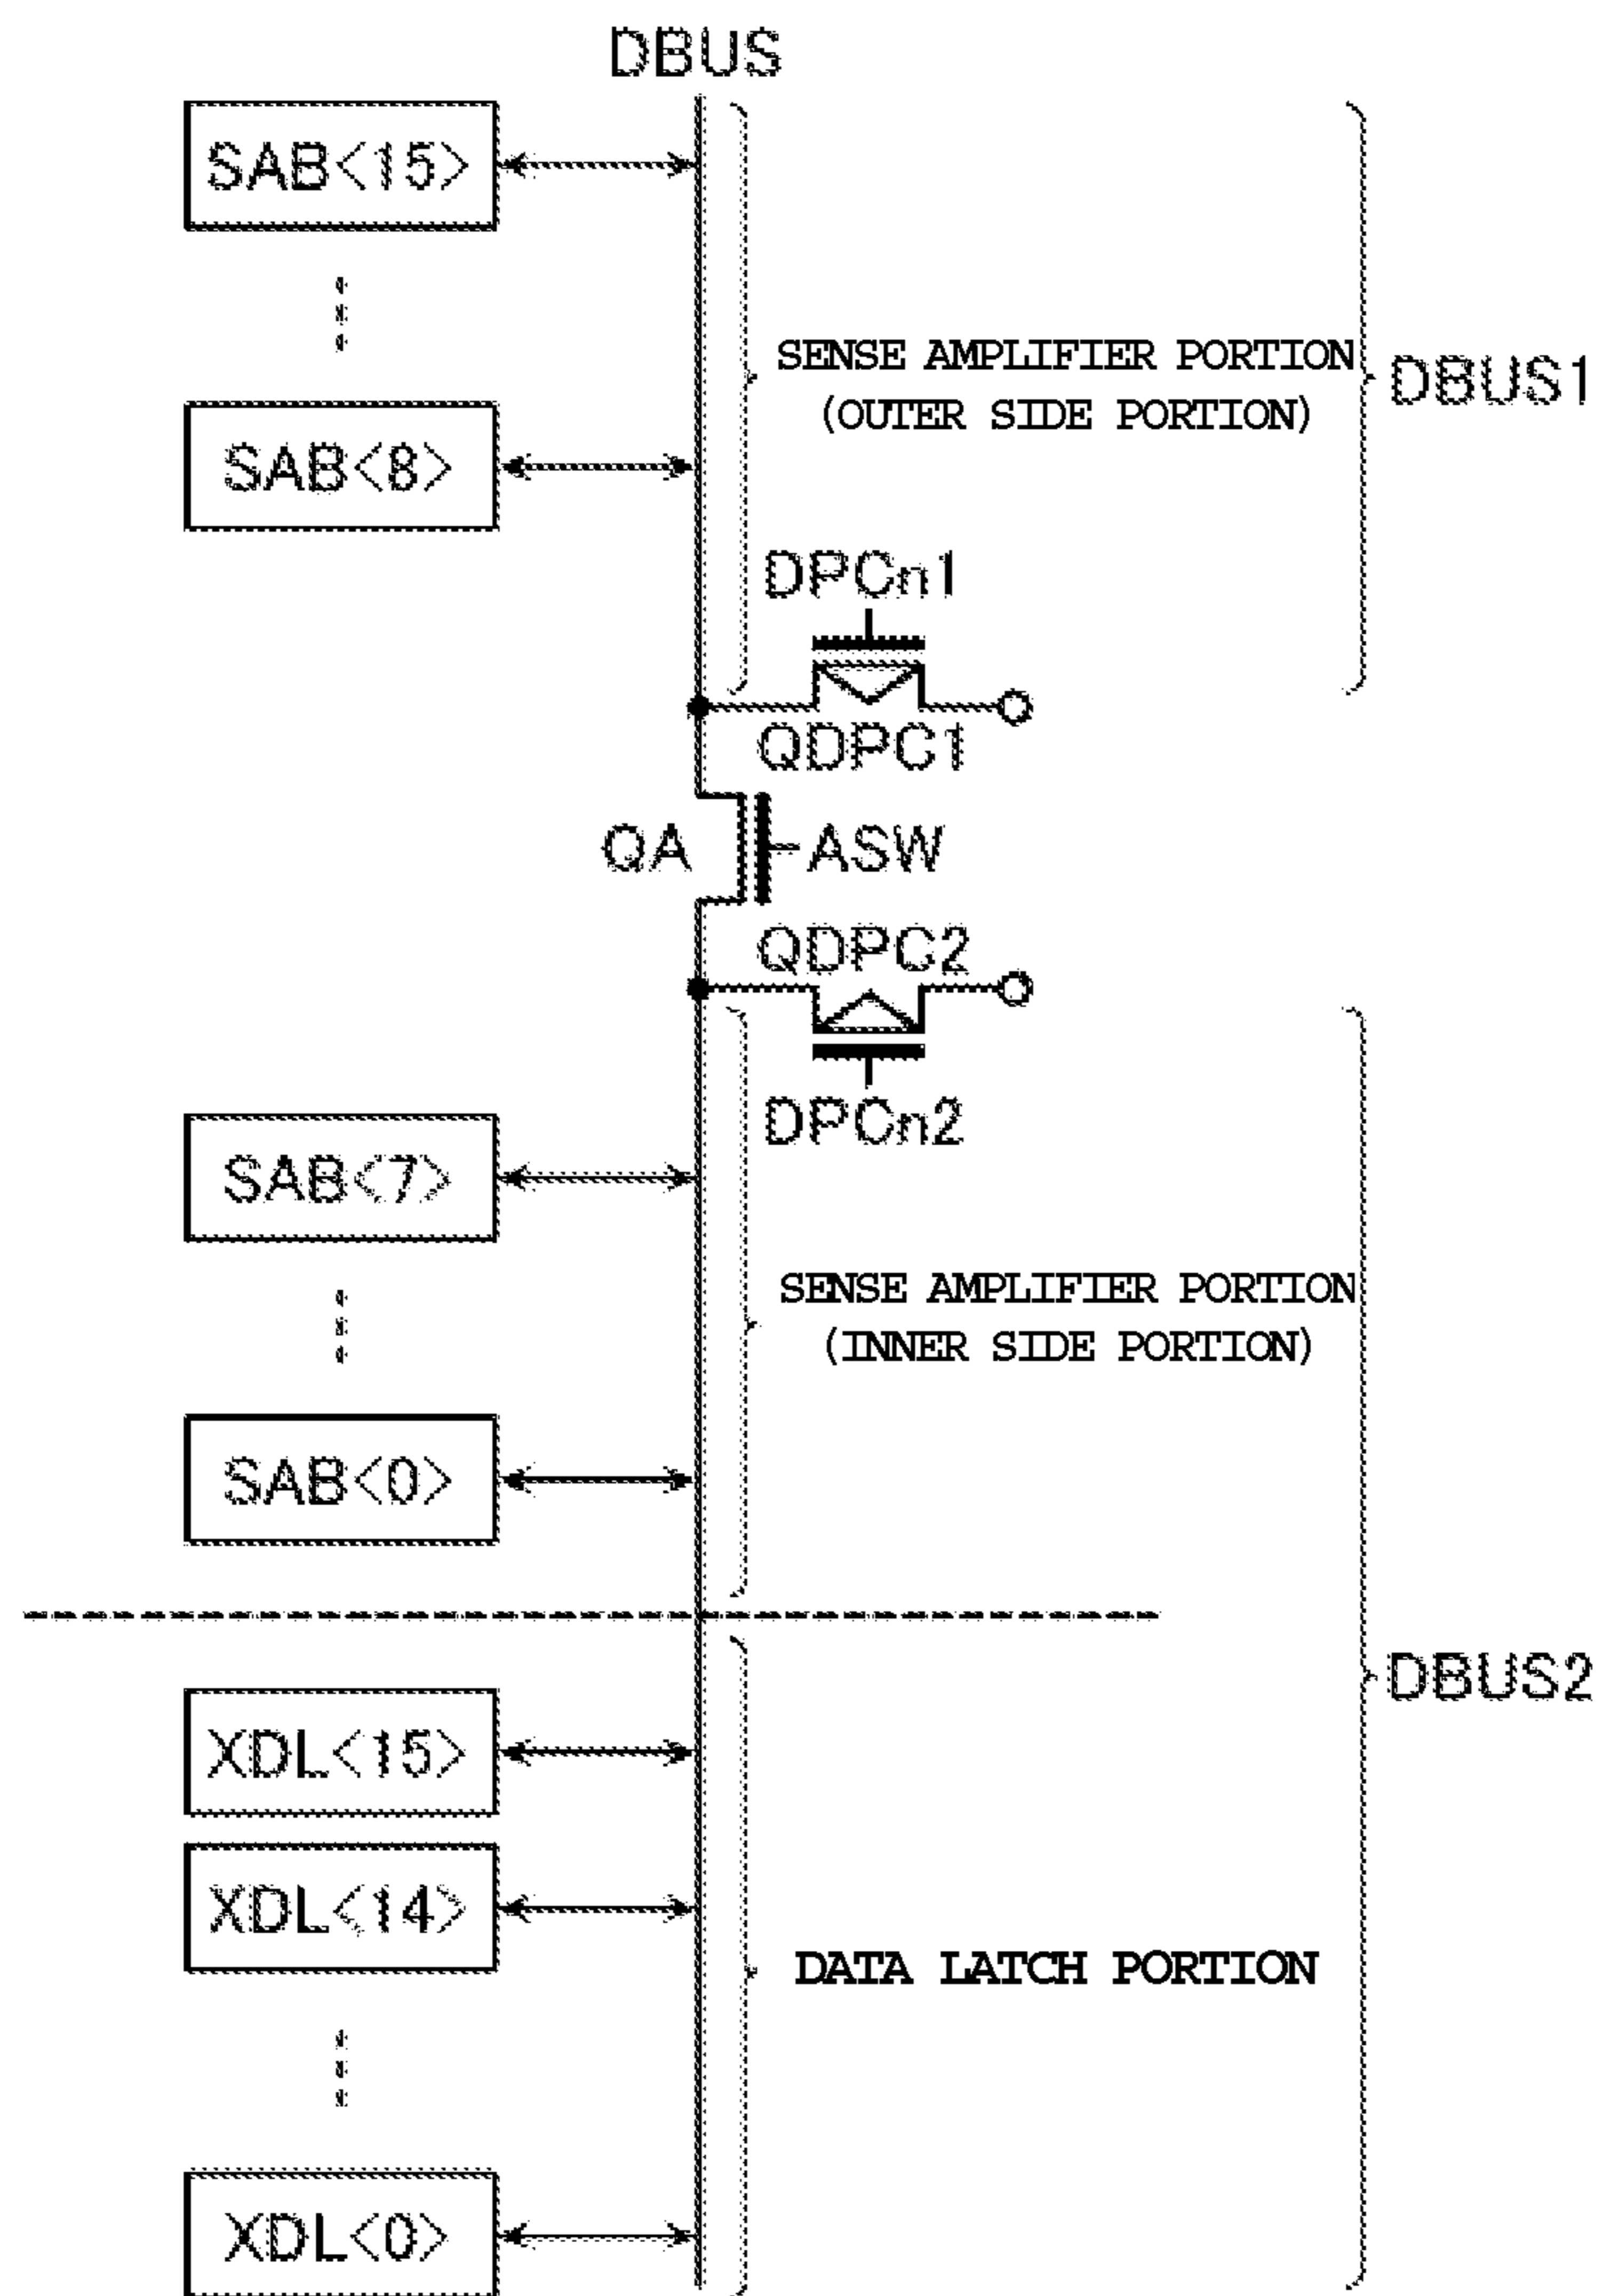 DBUS
SAB<15>
SENSE AMPLIFIER PORTION
(OUTER SIDE PORTION)
DBUS1
SAB<8>
DPCn1
QDPC1
QA
ASW
QDPC2
DPCn2
SAB<7>
SENSE AMPLIFIER PORTION
(INNER SIDE PORTION)
SAB<0>
DBUS2
XDL<15>
XDL<14>
DATA LATCH PORTION
XDL<0>